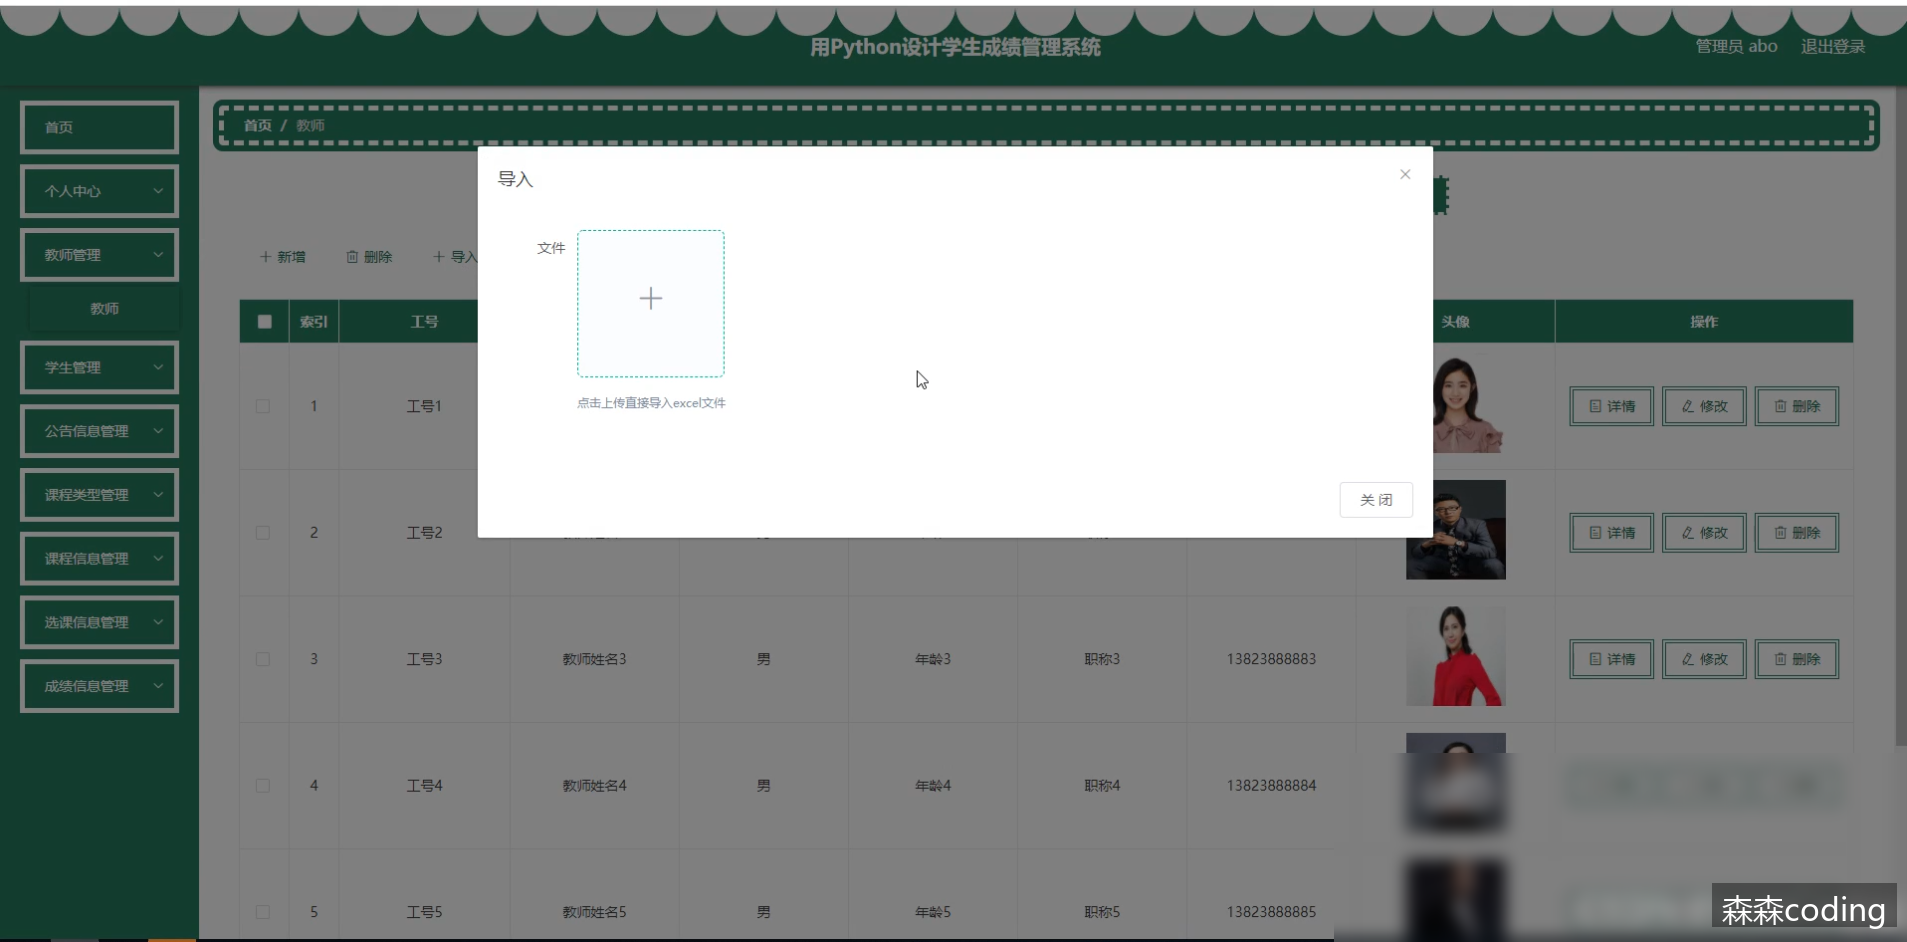 用Python设计学生成绩管理系统
管理员 abo 退出登录
首页
个人中心
教师管理
教师
学生管理
公告信息管理
课程类型管理
课程信息管理
选课信息管理
成绩信息管理
首页 / 教师
新增 删除 导入
导入
文件
点击上传直接导入excel文件
关闭
索引 工号 头像 操作
1 工号1 详情 修改 删除
2 工号2 详情 修改 删除
3 工号3 教师姓名3 男 年龄3 职称3 13823888883 详情 修改 删除
4 工号4 教师姓名4 男 年龄4 职称4 13823888884
5 工号5 教师姓名5 男 年龄5 职称5 13823888885
森森coding